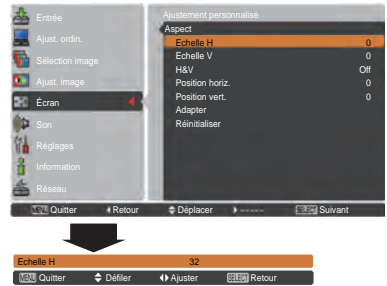 Entrée
Ajust. ordin.
Sélection image
Ajust. image
Écran
Son
Réglages
Information
Réseau
Ajustement personnalisé
Aspect
Echelle H 0
Echelle V 0
H&V Off
Position horiz. 0
Position vert. 0
Adapter
Réinitialiser
MENU Quitter Retour Déplacer ----- SELECT Suivant
Echelle H 32
MENU Quitter Défiler Ajuster SELECT Retour